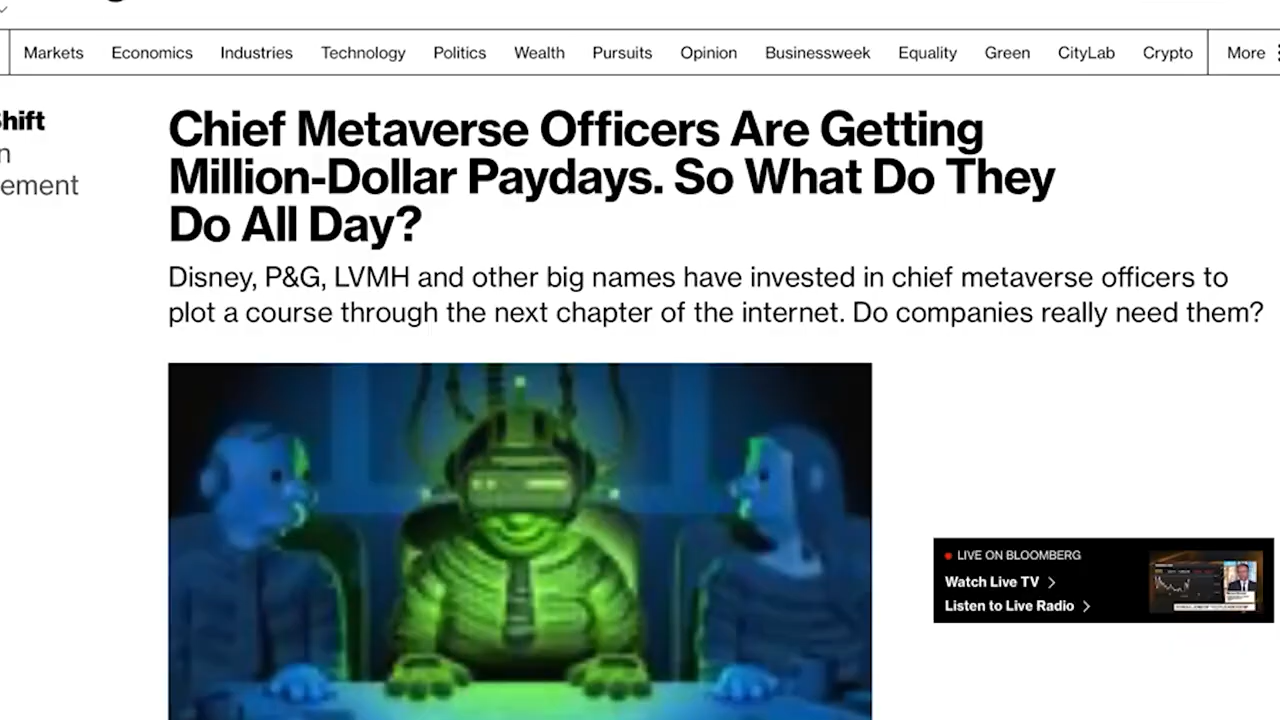 Markets Economics Industries Technology Politics Wealth Pursuits Opinion Businessweek Equality Green CityLab Crypto More
Chief Metaverse Officers Are Getting
Million-Dollar Paydays. So What Do They
Do All Day?
Disney, P&G, LVMH and other big names have invested in chief metaverse officers to
plot a course through the next chapter of the internet. Do companies really need them?
LIVE ON BLOOMBERG
Watch Live TV
Listen to Live Radio